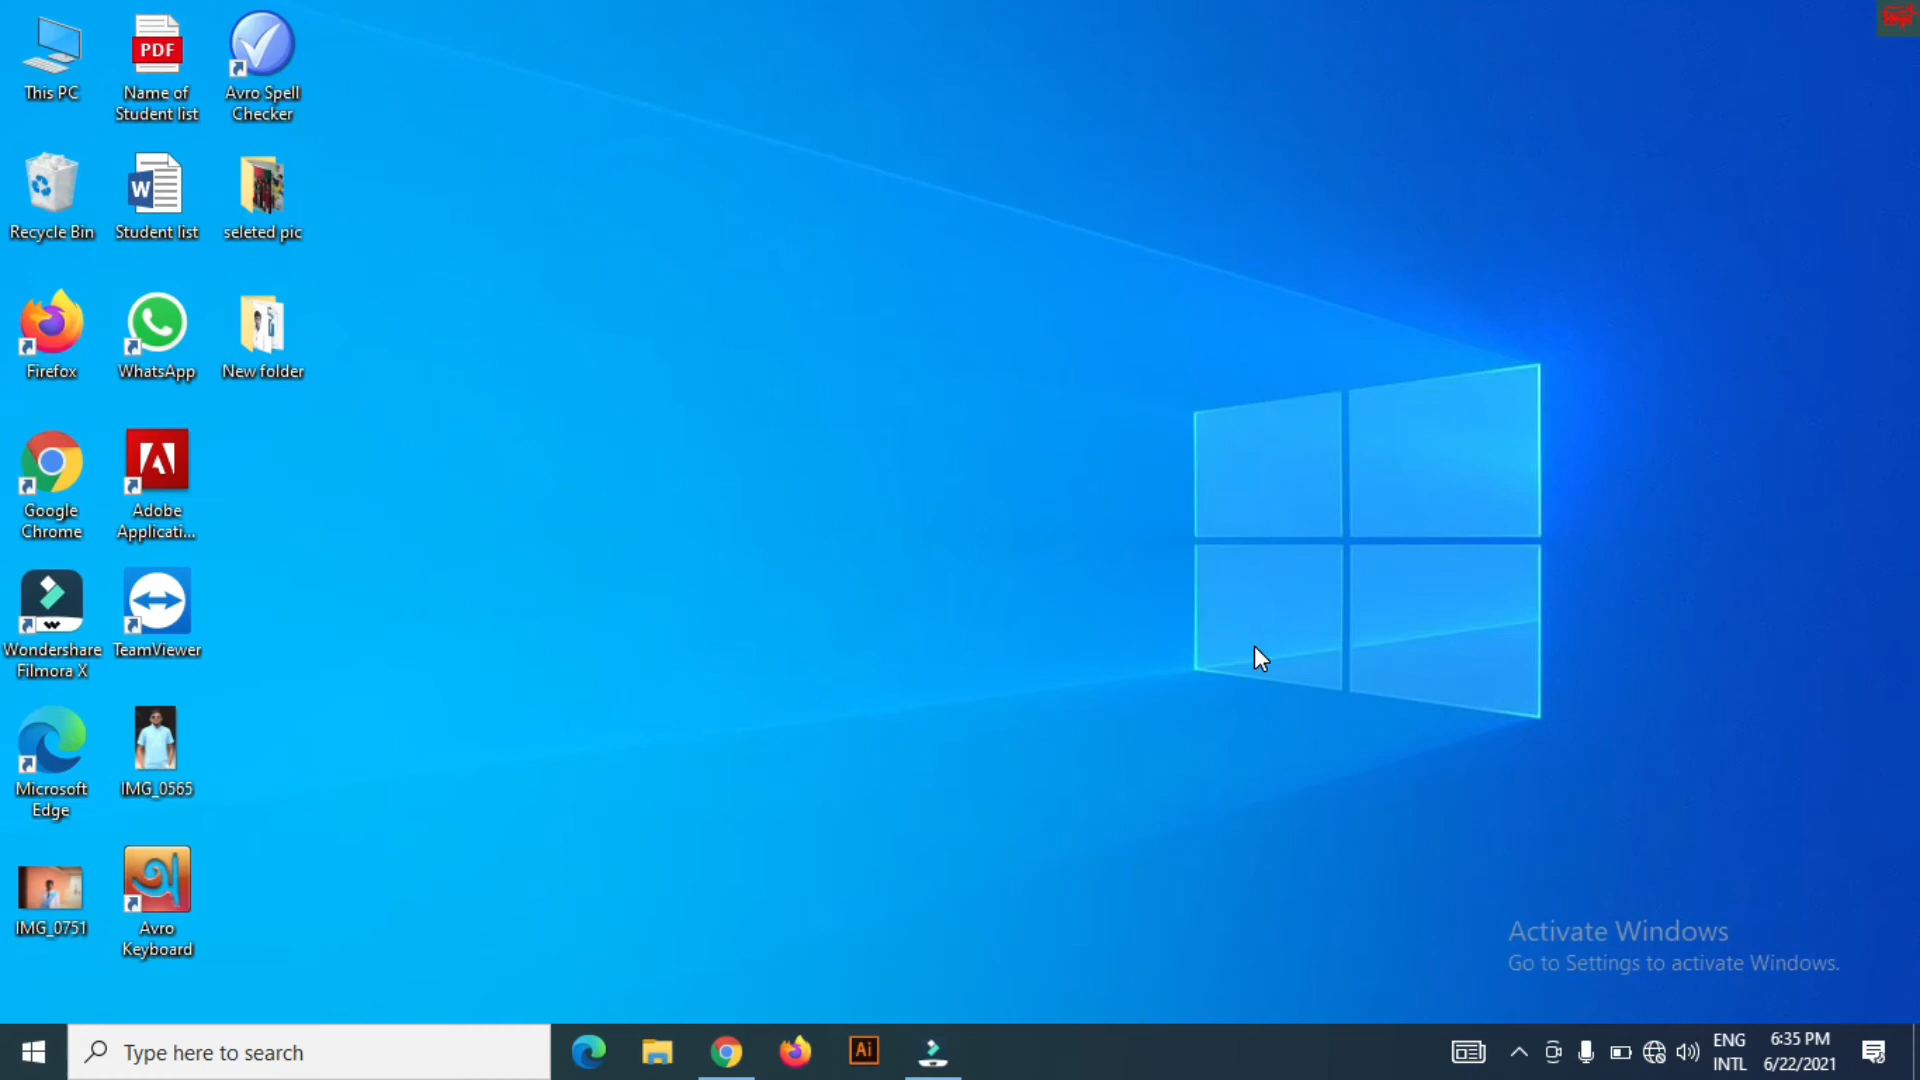 This PC
PDF
Name of
Student list
Avro Spell
Checker
Recycle Bin
W
Student list
seleted pic
Firefox
WhatsApp
New folder
Google
Chrome
Adobe
Applicati...
Wondershare
Filmora X
TeamViewer
Microsoft
Edge
IMG_0565
IMG_0751
অ
Avro
Keyboard
Activate Windows
Go to Settings to activate Windows.
Type here to search
Ai
ENG
INTL
6:35 PM
6/22/2021